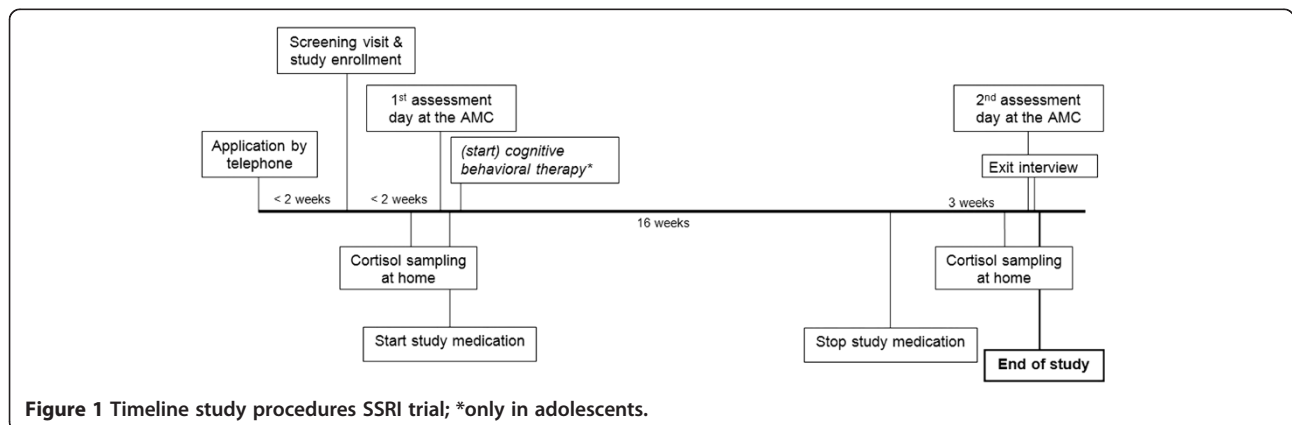 Screening visit &
study enrollment
1st assessment
day at the AMC
2nd assessment
day at the AMC
Application by
telephone
(start) cognitive
behavioral therapy*
Exit interview
< 2 weeks
< 2 weeks
3 weeks
16 weeks
Cortisol sampling
at home
Cortisol sampling
at home
Start study medication
Stop study medication
End of study
Figure 1 Timeline study procedures SSRI trial; *only in adolescents.